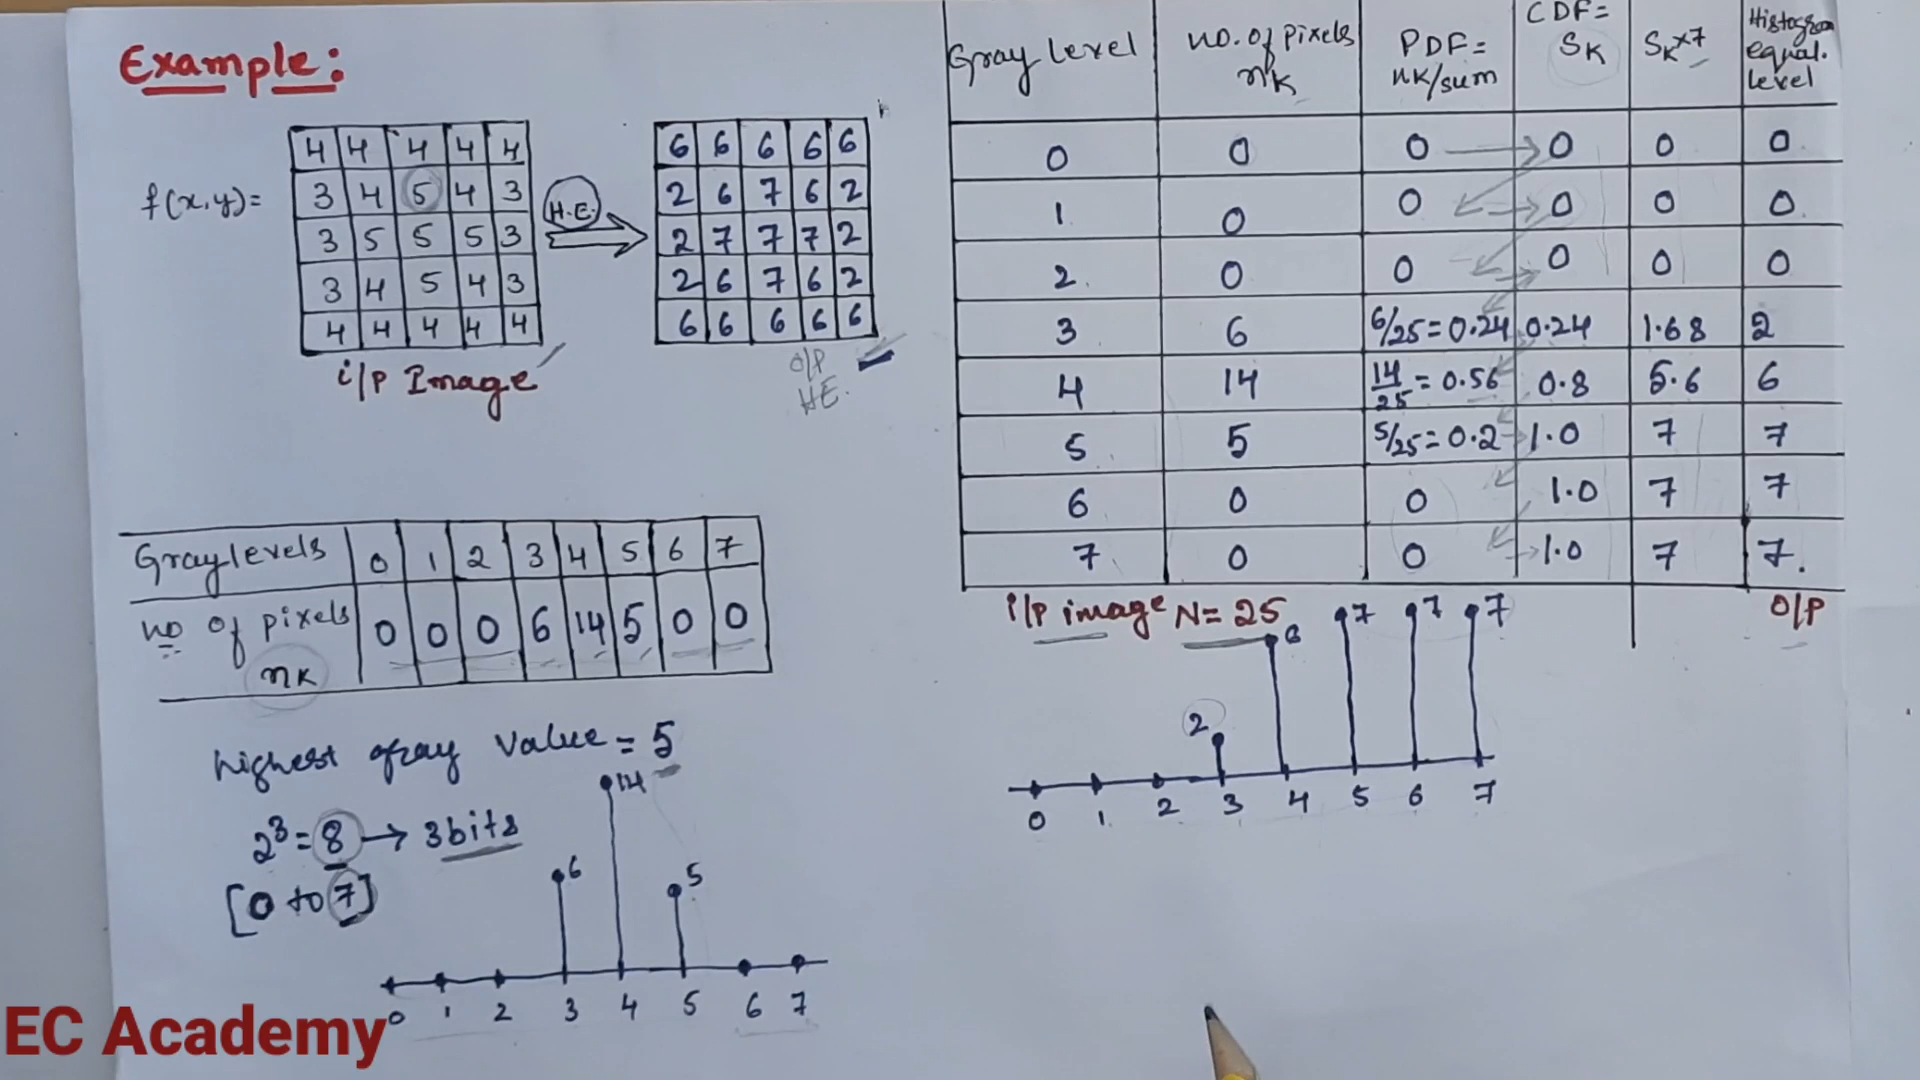 Example:
f(x,y)=
4 4 4 4 4
3 4 5 4 3
3 5 5 5 3
3 4 5 4 3
4 4 4 4 4
i/p Image
H.E.
6 6 6 6 6
2 6 7 6 2
2 7 7 7 2
2 6 7 6 2
6 6 6 6 6
O/P
HE.
Gray levels 0 1 2 3 4 5 6 7
no of pixels nK 0 0 0 6 14 5 0 0
highest gray value = 5
2³=8 → 3bits
[0 to 7]
6 14 5
0 1 2 3 4 5 6 7
Gray level no. of pixels nK PDF= nK/sum CDF= SK SK×7 Histogram equal. level
0 0 0 0 0 0
1 0 0 0 0 0
2 0 0 0 0 0
3 6 6/25=0.24 0.24 1.68 2
4 14 14/25=0.56 0.8 5.6 6
5 5 5/25=0.2 1.0 7 7
6 0 0 1.0 7 7
7 0 0 1.0 7 7.
i/p image N=25
O/P
2 6 7 7 7
0 1 2 3 4 5 6 7
EC Academy